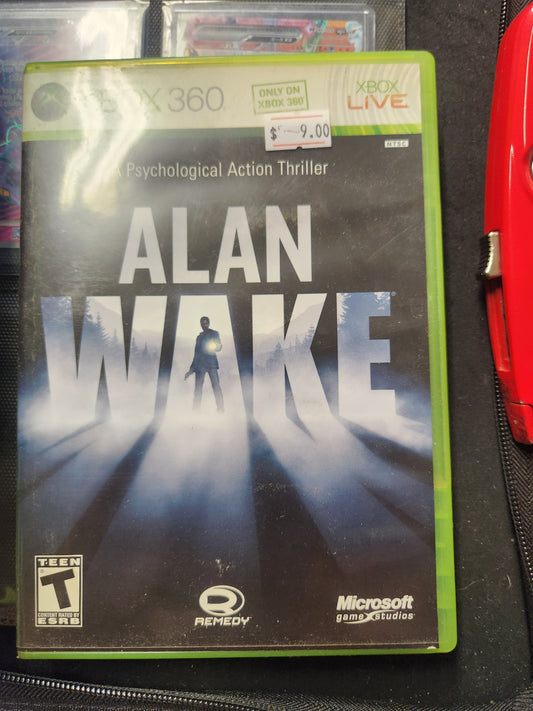 XBOX 360
ONLY ON
XBOX 360
XBOX
LIVE
$ 9.00
NTSC
A Psychological Action Thriller
ALAN
WAKE
TEEN
T
CONTENT RATED BY
ESRB
REMEDY
Microsoft
game studios